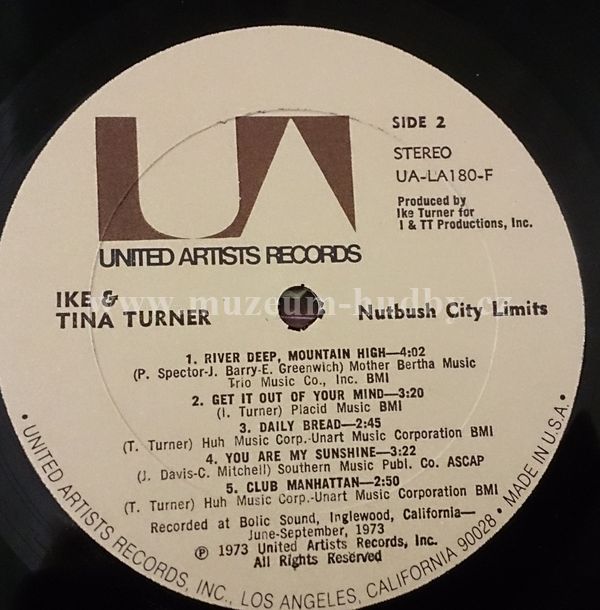 UA
UNITED ARTISTS RECORDS
SIDE 2
STEREO
UA-LA180-F
Produced by
Ike Turner for
I & TT Productions, Inc.
IKE &
TINA TURNER
Nutbush City Limits
www.muzeum-hudby.cz
1. RIVER DEEP, MOUNTAIN HIGH—4:02
(P. Spector-J. Barry-E. Greenwich) Mother Bertha Music
Trio Music Co., Inc. BMI
2. GET IT OUT OF YOUR MIND—3:20
(I. Turner) Placid Music BMI
3. DAILY BREAD—2:45
(T. Turner) Huh Music Corp.-Unart Music Corporation BMI
4. YOU ARE MY SUNSHINE—3:22
(J. Davis-C. Mitchell) Southern Music Publ. Co. ASCAP
5. CLUB MANHATTAN—2:50
(T. Turner) Huh Music Corp.-Unart Music Corporation BMI
Recorded at Bolic Sound, Inglewood, California—
June-September, 1973
℗ 1973 United Artists Records, Inc.
All Rights Reserved
• UNITED ARTISTS RECORDS, INC., LOS ANGELES, CALIFORNIA 90028 • MADE IN U.S.A. •